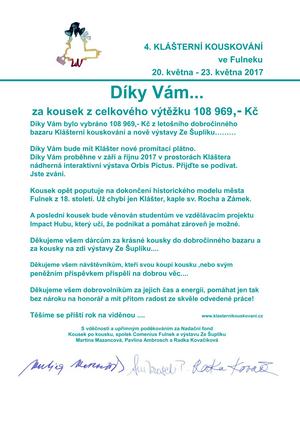 4. KLÁŠTERNÍ KOUSKOVÁNÍ
ve Fulneku
20. května - 23. května 2017
Díky Vám...
za kousek z celkového výtěžku 108 969,- Kč
Díky Vám bylo vybráno 108 969,- Kč z letošního dobročinného
bazaru Klášterní kouskování a nové výstavy Ze Šuplíku………
Díky Vám bude mít Klášter nové promítací plátno.
Díky Vám proběhne v září a říjnu 2017 v prostorách Kláštera
nádherná interaktivní výstava Orbis Pictus. Přijďte se podívat.
Jste zváni.
Kousek opět poputuje na dokončení historického modelu města
Fulnek z 18. století. Už chybí jen Klášter, kaple sv. Rocha a Zámek.
A poslední kousek bude věnován studentům ve vzdělávacím projektu
Impact Hubu, který učí, že podnikat a pomáhat zároveň je možné.
Děkujeme všem dárcům za krásné kousky do dobročinného bazaru a
za kousky na zdi výstavy Ze Šuplíku....
Děkujeme všem návštěvníkům, kteří svou koupí kousku ,nebo svým
peněžním příspěvkem přispěli na dobrou věc....
Děkujeme všem dobrovolníkům za jejich čas a energii, pomáhat jen tak
bez nároku na honorář a mít přitom radost ze skvěle odvedené práce!
Těšíme se příští rok na viděnou .... www.klasternikouskovani.cz
S vděčností a upřímným poděkováním za Nadační fond
Kousek po kousku, spolek Comenius Fulnek a výstavu Ze Šuplíku
Martina Mazancová, Pavlína Ambrosch a Radka Kovačíková